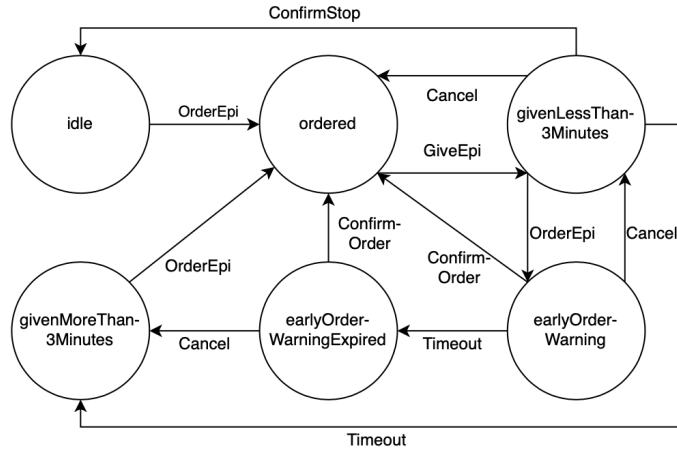 ConfirmStop
Cancel
idle
OrderEpi
ordered
givenLessThan-
3Minutes
GiveEpi
Confirm-
Order
OrderEpi
Cancel
OrderEpi
Confirm-
Order
givenMoreThan-
3Minutes
Cancel
earlyOrder-
WarningExpired
Timeout
earlyOrder-
Warning
Timeout